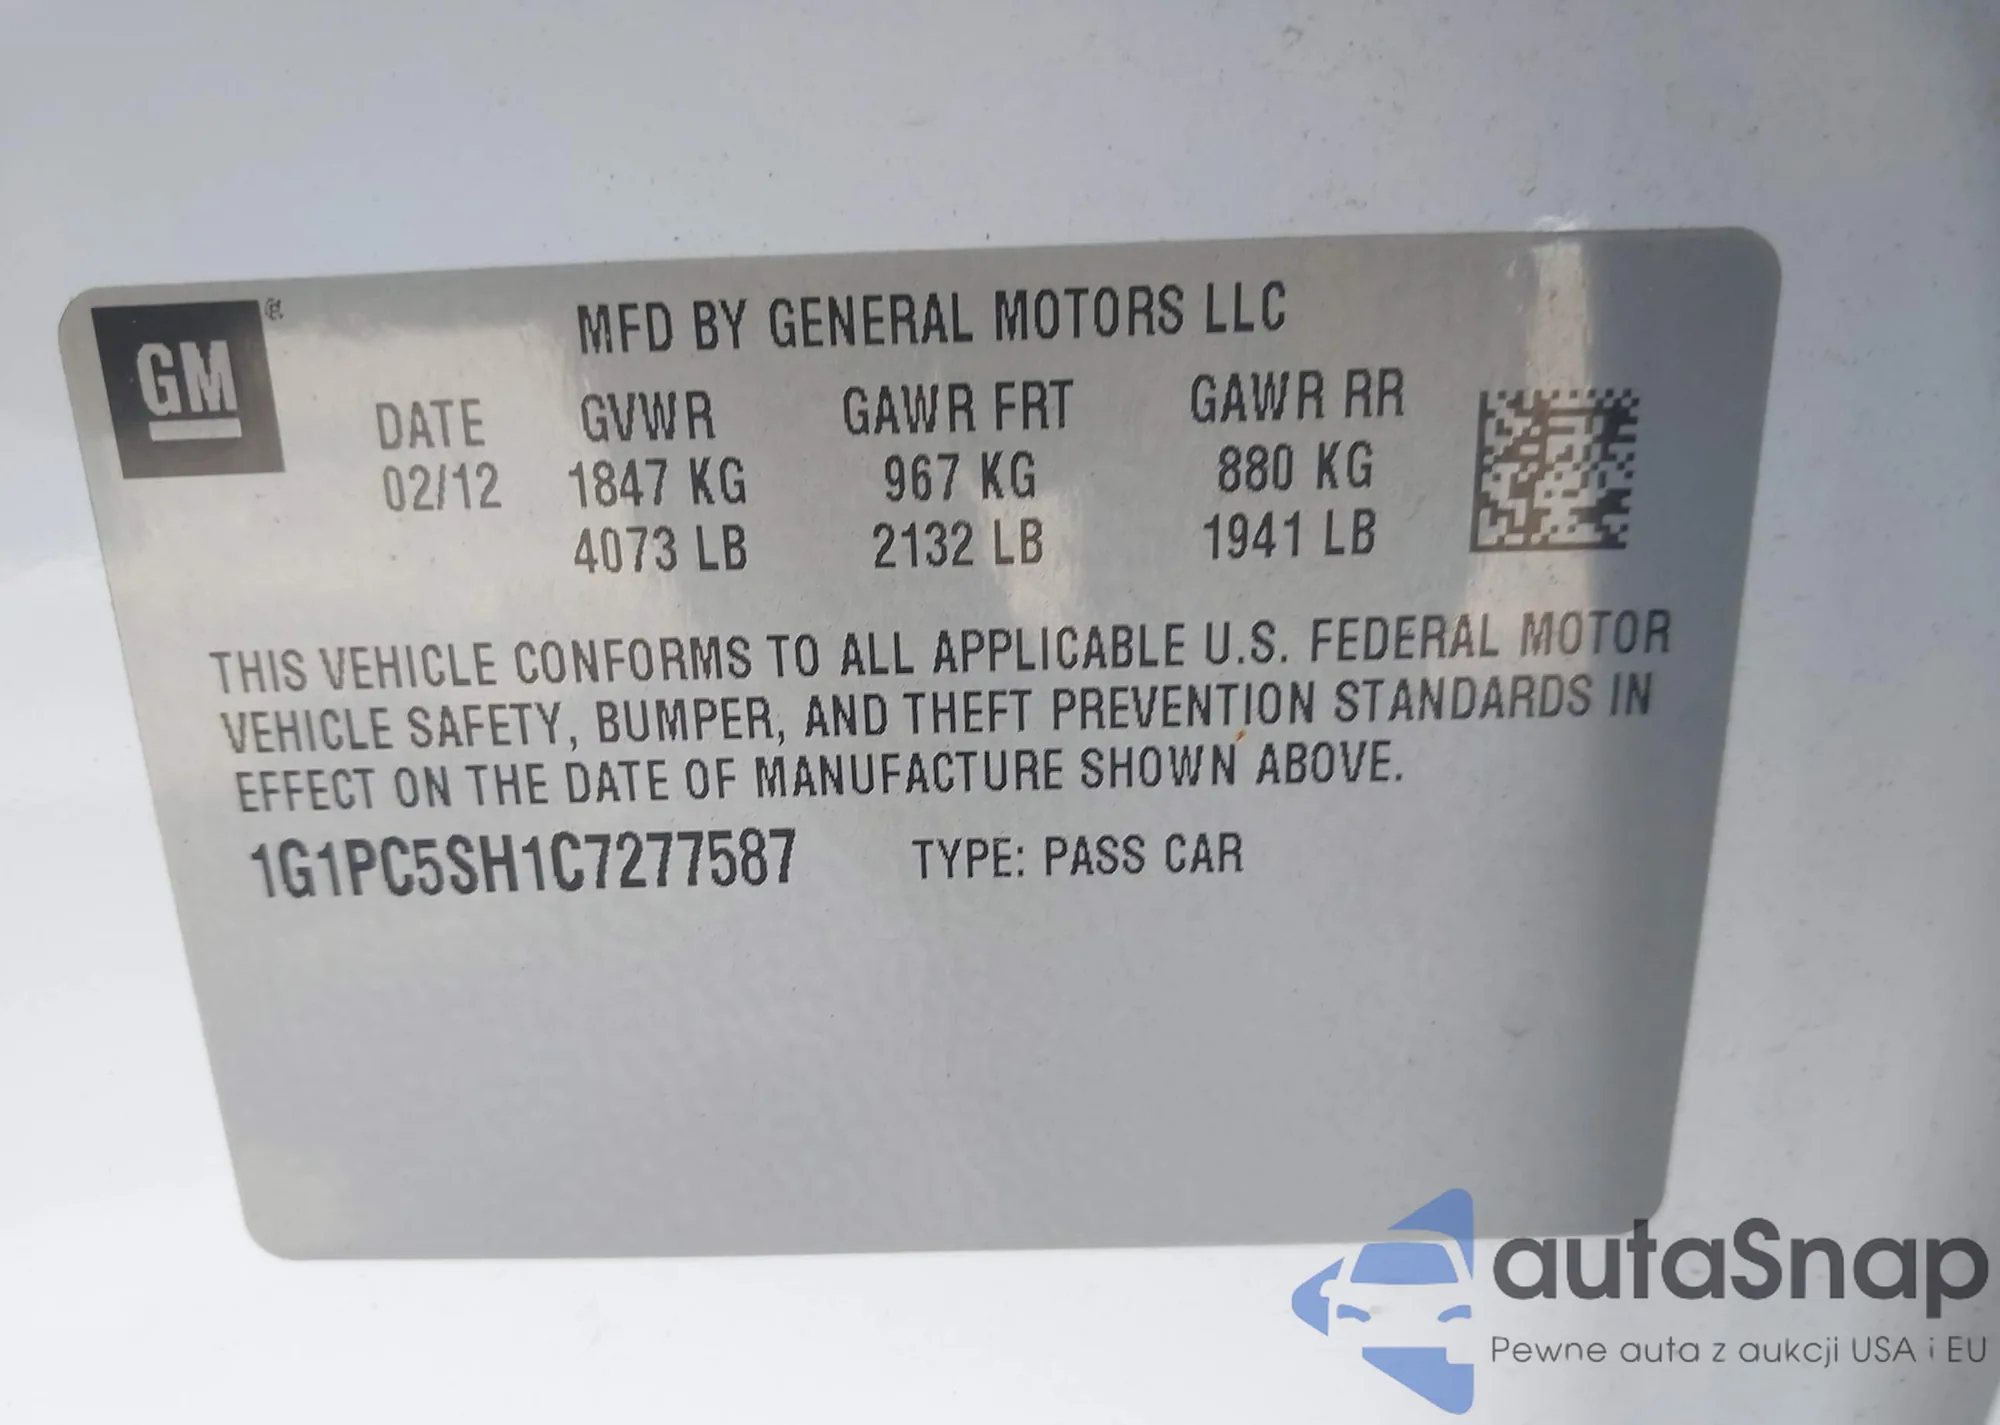 GM
MFD BY GENERAL MOTORS LLC
DATE GVWR GAWR FRT GAWR RR
02/12 1847 KG 967 KG 880 KG
4073 LB 2132 LB 1941 LB
THIS VEHICLE CONFORMS TO ALL APPLICABLE U.S. FEDERAL MOTOR
VEHICLE SAFETY, BUMPER, AND THEFT PREVENTION STANDARDS IN
EFFECT ON THE DATE OF MANUFACTURE SHOWN ABOVE.
1G1PC5SH1C7277587 TYPE: PASS CAR
autaSnap
Pewne auta z aukcji USA i EU